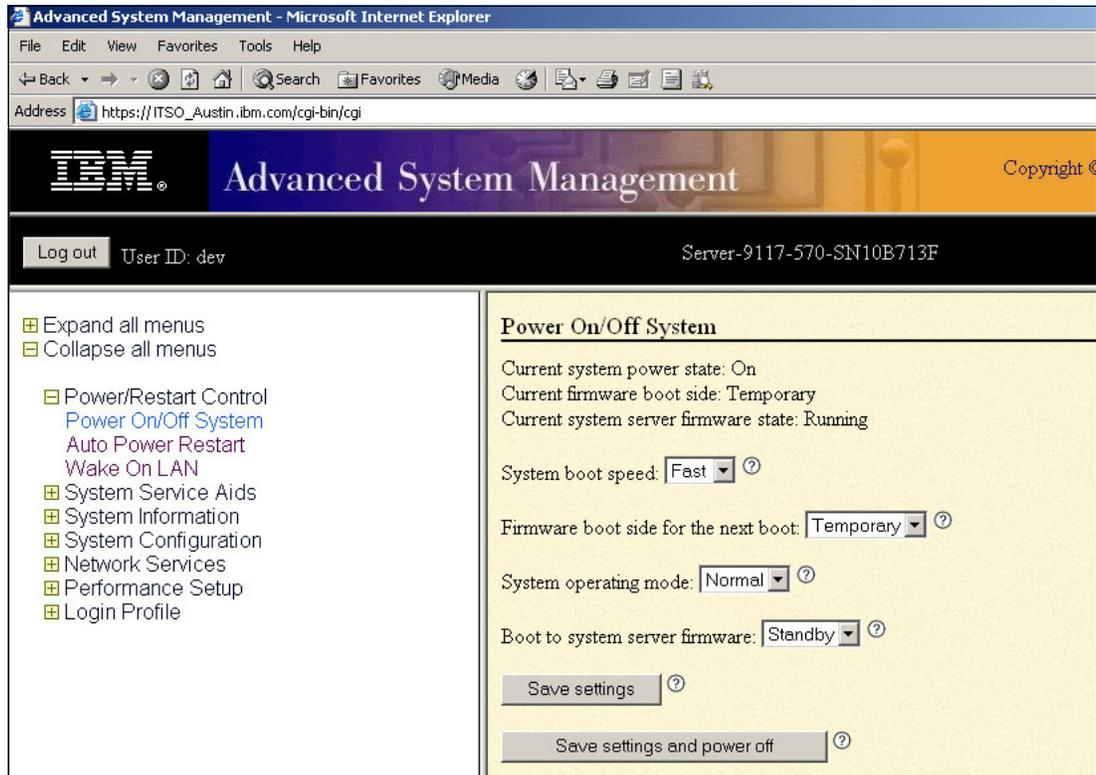 Advanced System Management - Microsoft Internet Explorer
File Edit View Favorites Tools Help
Back Search Favorites Media
Address https://ITSO_Austin.ibm.com/cgi-bin/cgi
IBM® Advanced System Management Copyright ©
Log out User ID: dev Server-9117-570-SN10B713F
Expand all menus
Collapse all menus
Power/Restart Control
Power On/Off System
Auto Power Restart
Wake On LAN
System Service Aids
System Information
System Configuration
Network Services
Performance Setup
Login Profile
Power On/Off System
Current system power state: On
Current firmware boot side: Temporary
Current system server firmware state: Running
System boot speed: Fast ?
Firmware boot side for the next boot: Temporary ?
System operating mode: Normal ?
Boot to system server firmware: Standby ?
Save settings ?
Save settings and power off ?